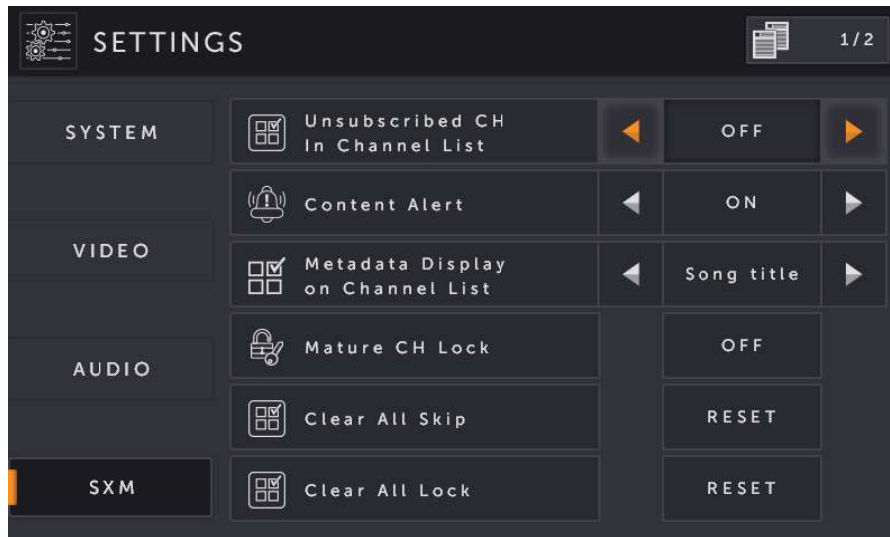 SETTINGS
1/2
SYSTEM
VIDEO
AUDIO
SXM
Unsubscribed CH
In Channel List
OFF
Content Alert
ON
Metadata Display
on Channel List
Song title
Mature CH Lock
OFF
Clear All Skip
RESET
Clear All Lock
RESET